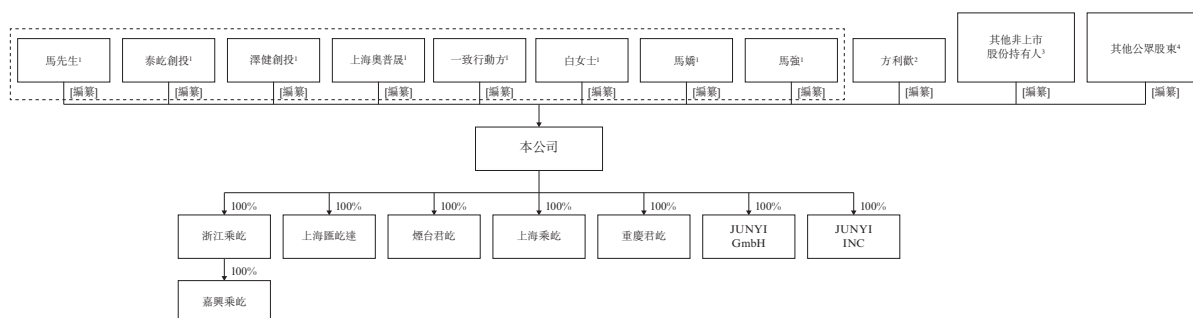 馬先生¹
泰屹創投¹
澤健創投¹
上海奧普晟¹
一致行動方¹
白女士¹
馬嬌¹
馬強¹
方利歡²
其他非上市
股份持有人³
其他公眾股東⁴
[編纂]
[編纂]
[編纂]
[編纂]
[編纂]
[編纂]
[編纂]
[編纂]
[編纂]
[編纂]
[編纂]
本公司
100%
100%
100%
100%
100%
100%
100%
浙江乘屹
上海匯屹達
煙台君屹
上海乘屹
重慶君屹
JUNYI
GmbH
JUNYI
INC
100%
嘉興乘屹